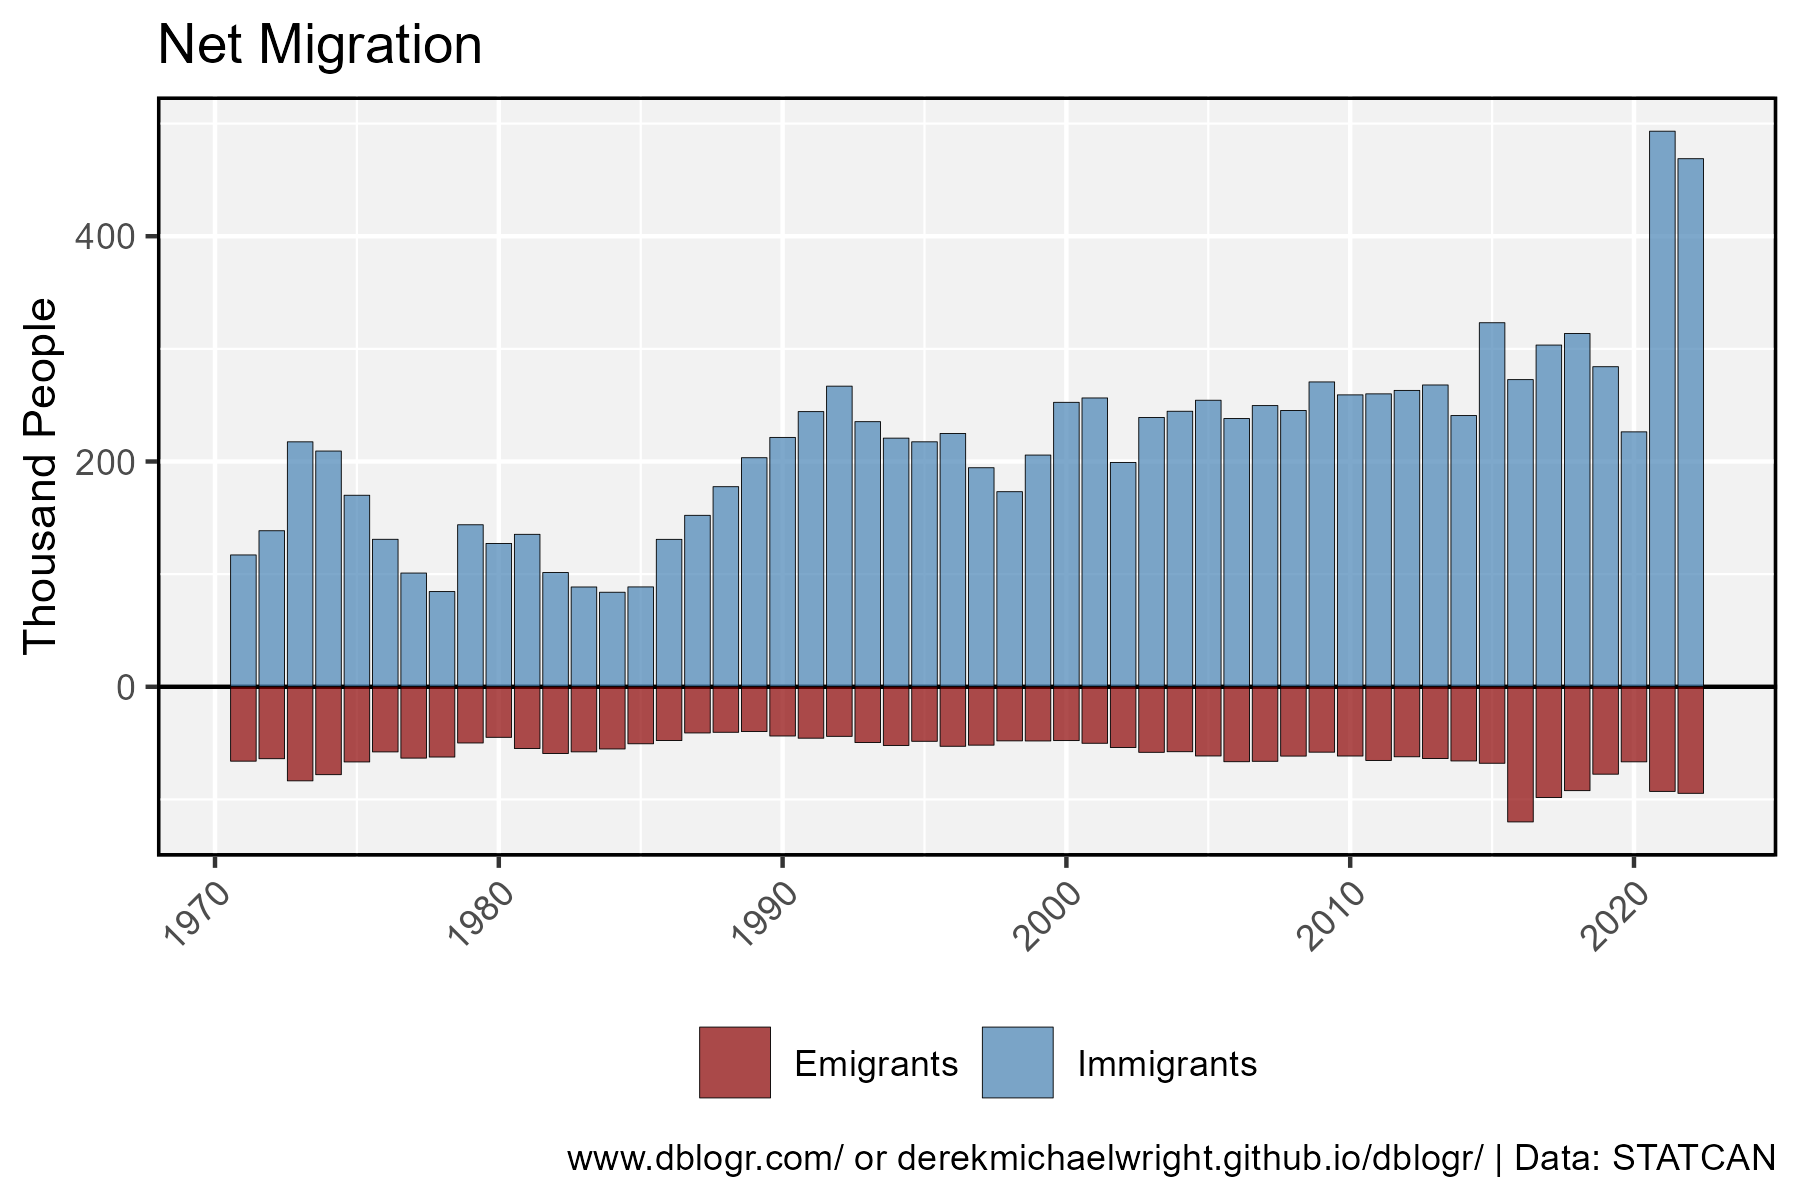 Net Migration
Thousand People
400
200
0
1970
1980
1990
2000
2010
2020
Emigrants
Immigrants
www.dblogr.com/ or derekmichaelwright.github.io/dblogr/ | Data: STATCAN